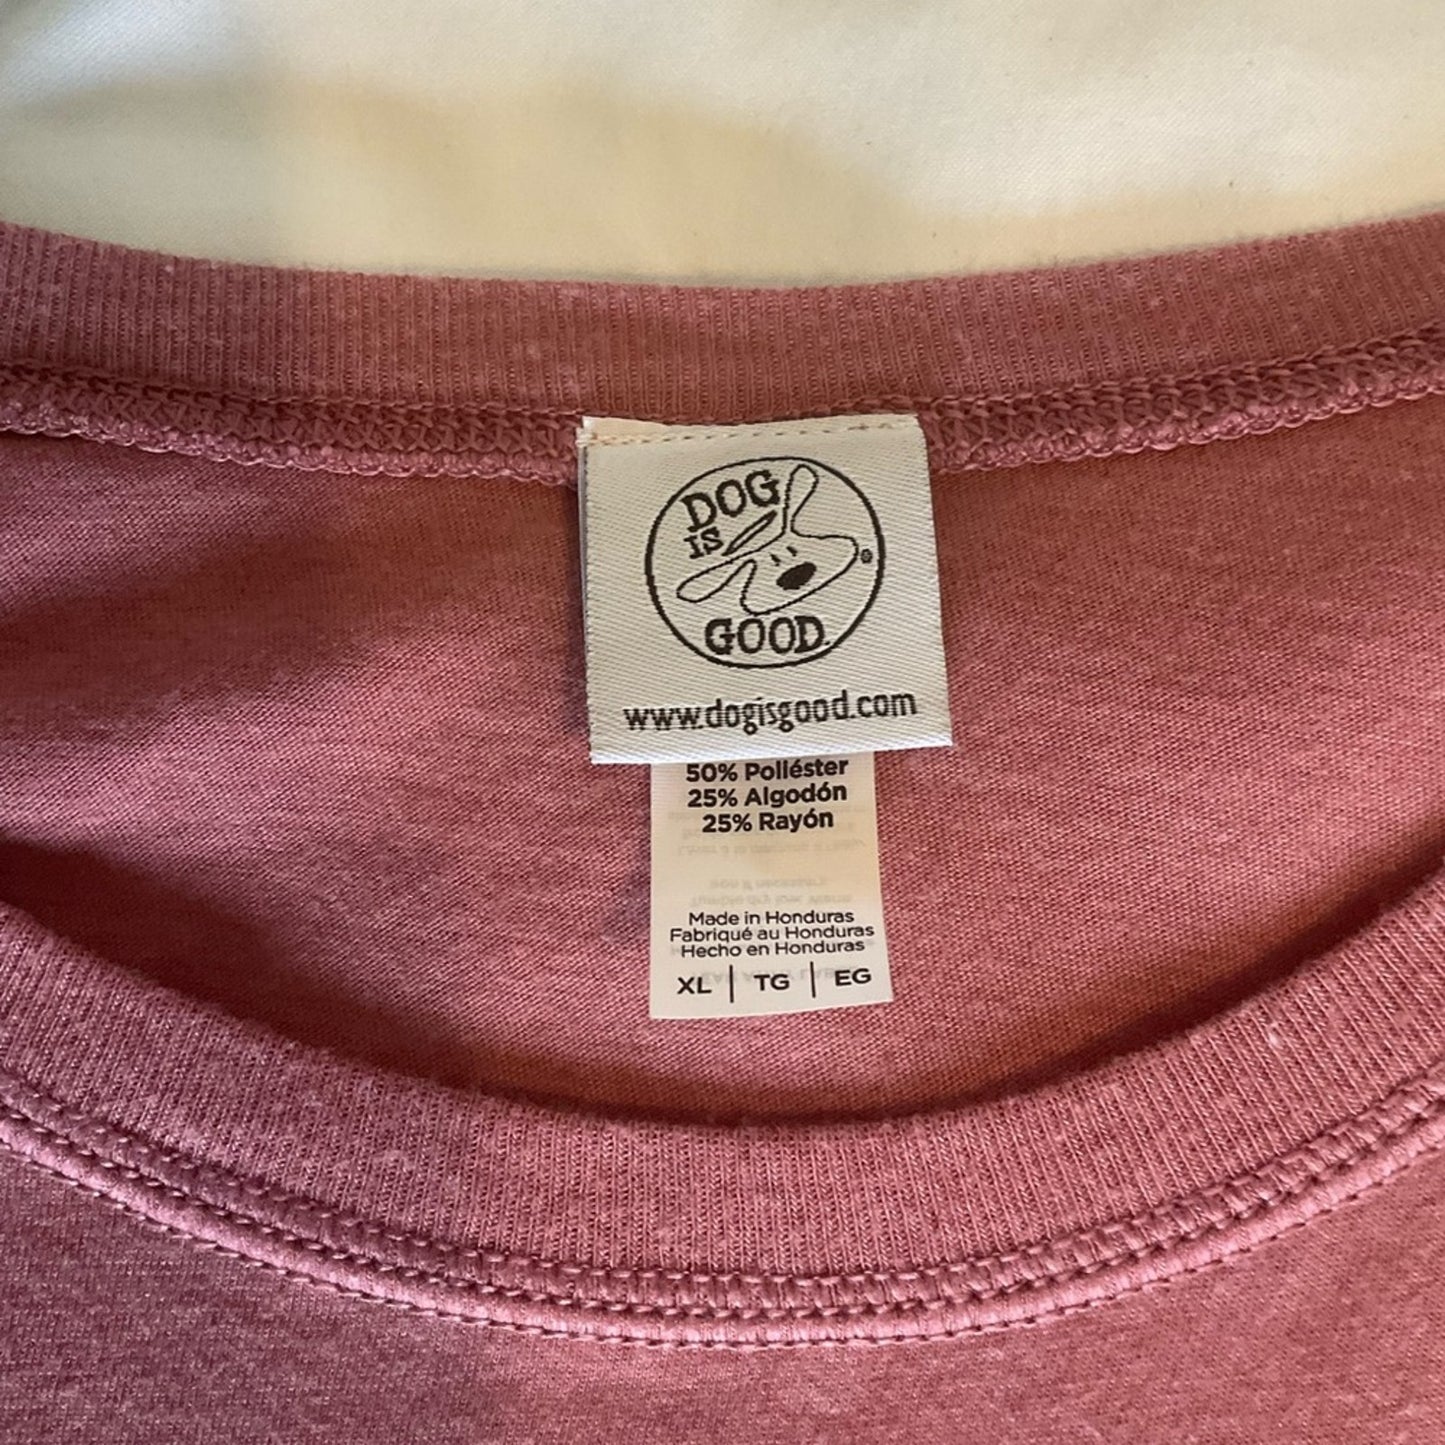 DOG
IS
GOOD.
®
www.dogisgood.com
50% Poliéster
25% Algodón
25% Rayón
Made in Honduras
Fabriqué au Honduras
Hecho en Honduras
XL | TG | EG